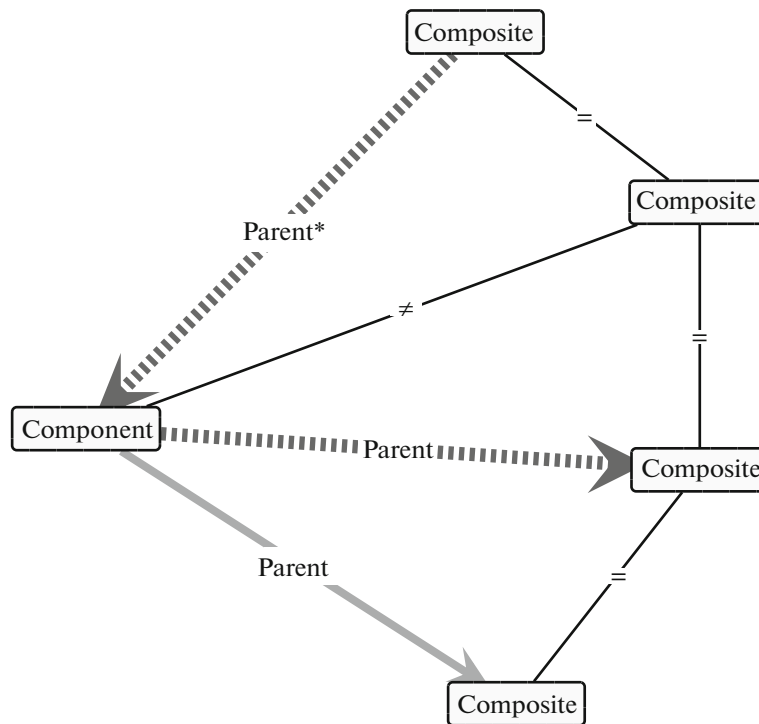 Composite
=
Composite
Parent*
≠
=
Component
Parent
Composite
Parent
=
Composite